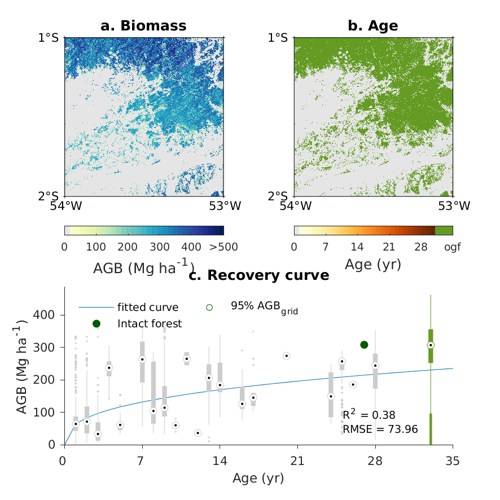 a. Biomass
b. Age
1°S
1°S
2°S
2°S
54°W 53°W
54°W 53°W
0 100 200 300 400 >500
0 7 14 21 28 ogf
AGB (Mg ha⁻¹)
Age (yr)
c. Recovery curve
fitted curve
95% AGB_grid
Intact forest
400
300
200
100
0
AGB (Mg ha⁻¹)
R² = 0.38
RMSE = 73.96
0 7 14 21 28 35
Age (yr)